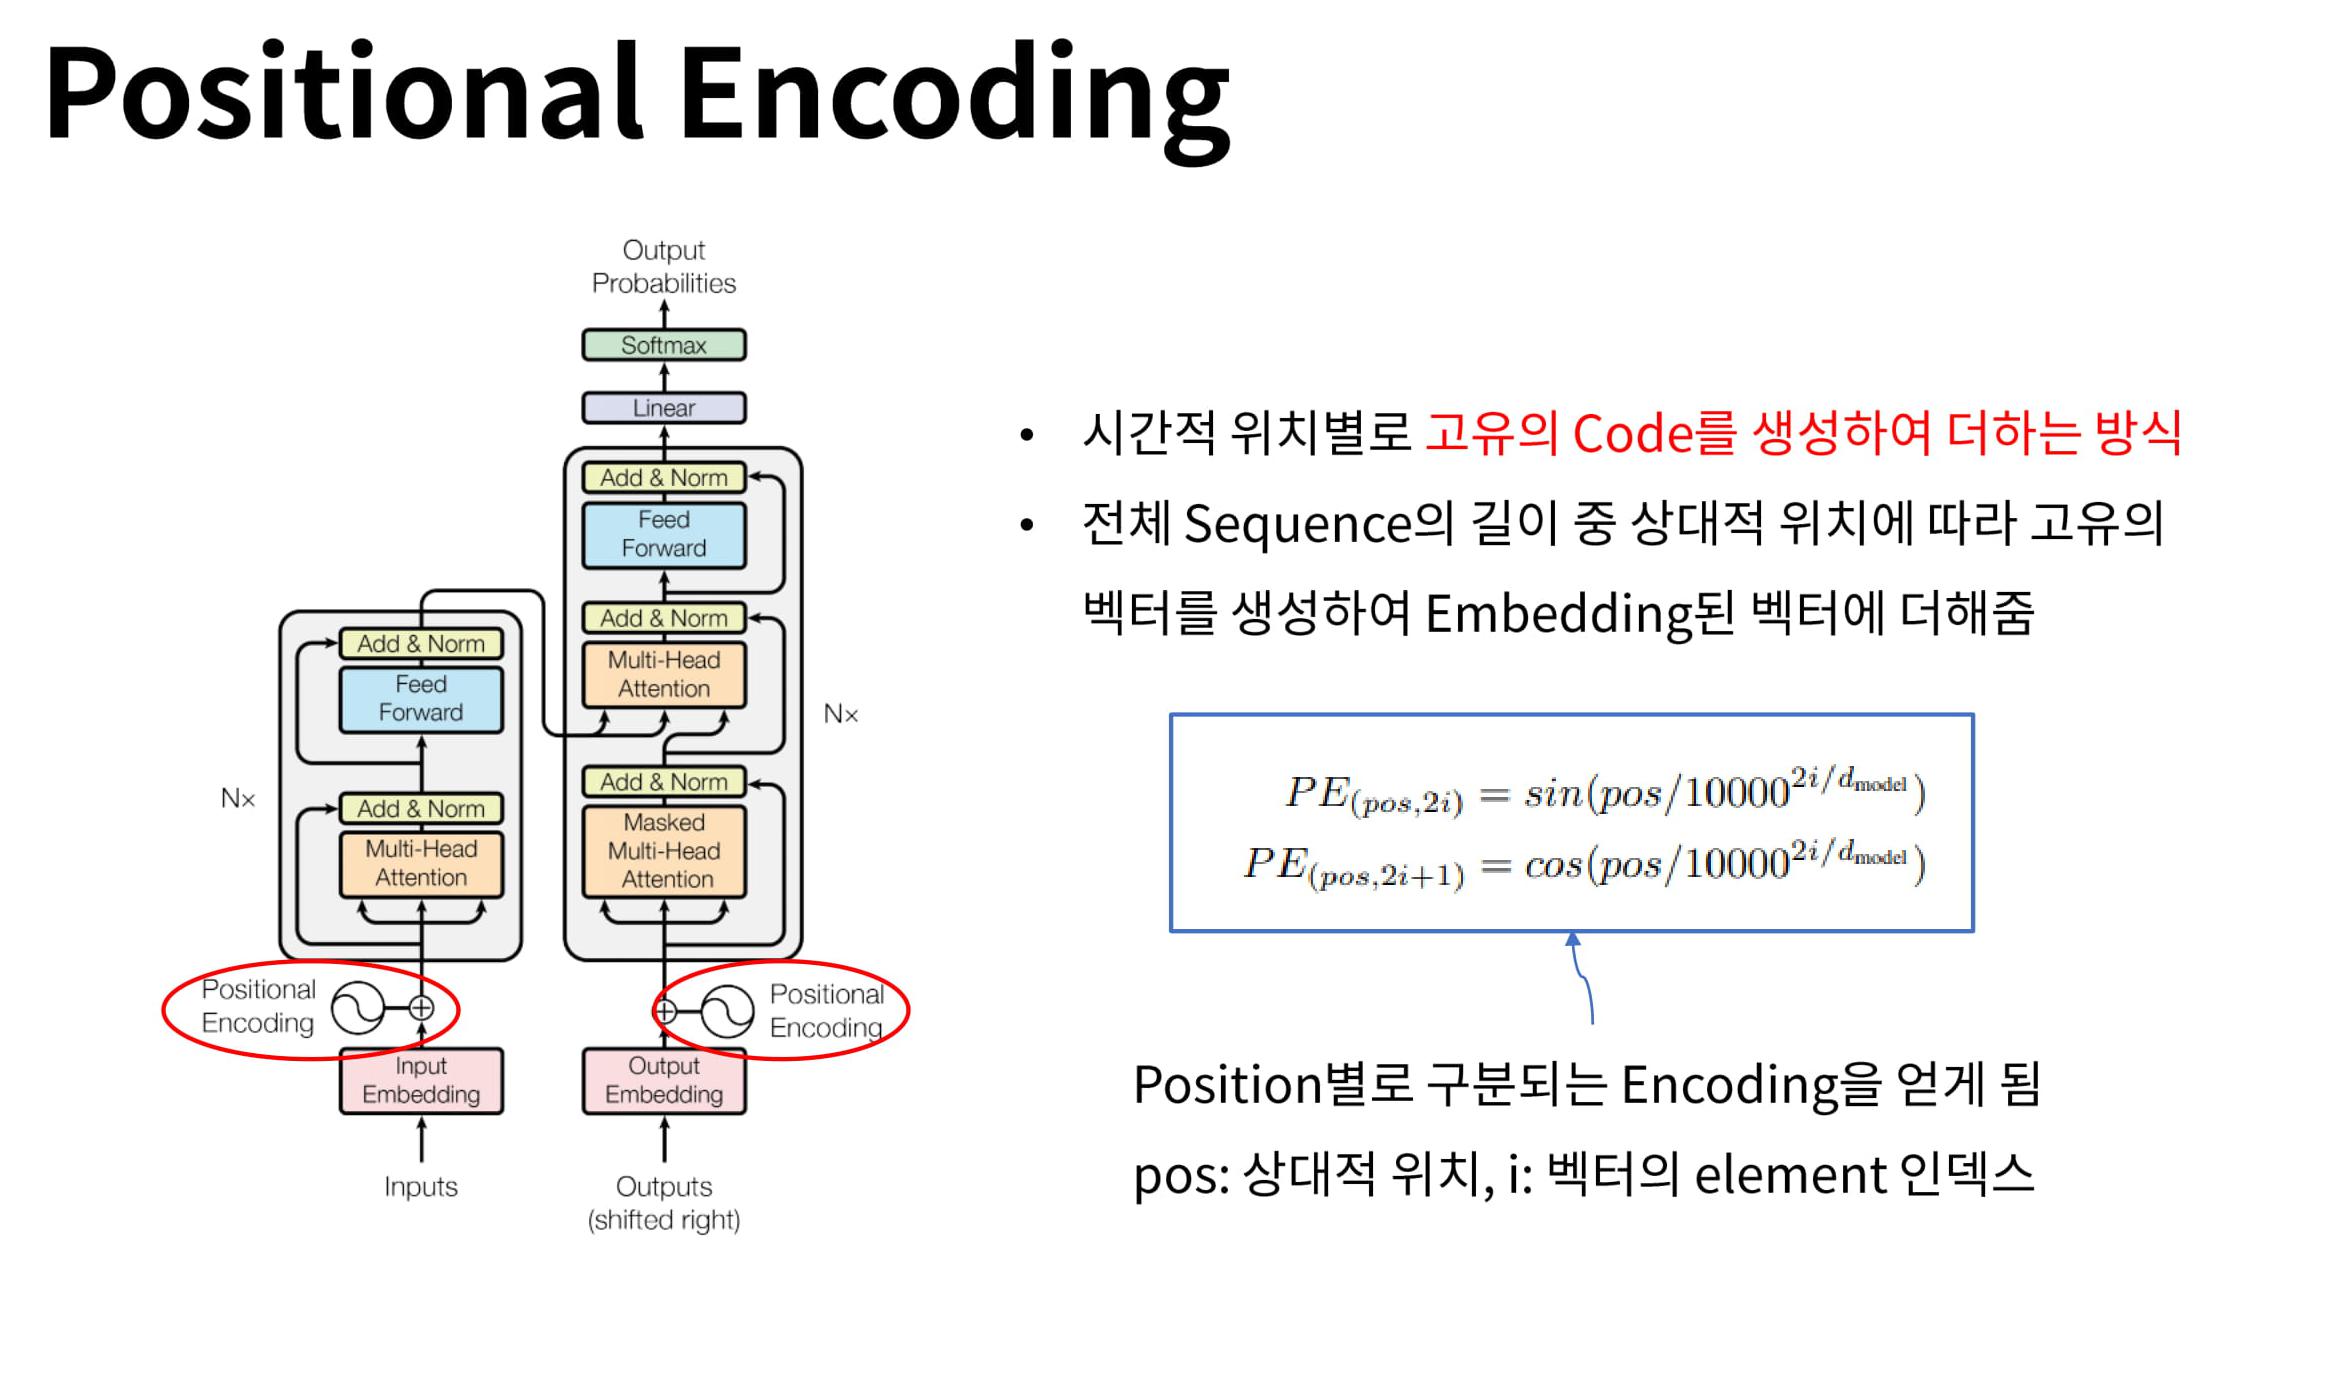 Positional Encoding
Output
Probabilities
Softmax
Linear
Add & Norm
Feed
Forward
Add & Norm
Multi-Head
Attention
Nx
Add & Norm
Masked
Multi-Head
Attention
Add & Norm
Feed
Forward
Nx
Add & Norm
Multi-Head
Attention
Positional
Encoding
Positional
Encoding
Input
Embedding
Output
Embedding
Inputs
Outputs
(shifted right)
• 시간적 위치별로 고유의 Code를 생성하여 더하는 방식
• 전체 Sequence의 길이 중 상대적 위치에 따라 고유의
벡터를 생성하여 Embedding된 벡터에 더해줌
PE(pos,2i) = sin(pos/10000^{2i/d_model})
PE(pos,2i+1) = cos(pos/10000^{2i/d_model})
Position별로 구분되는 Encoding을 얻게 됨
pos: 상대적 위치, i: 벡터의 element 인덱스